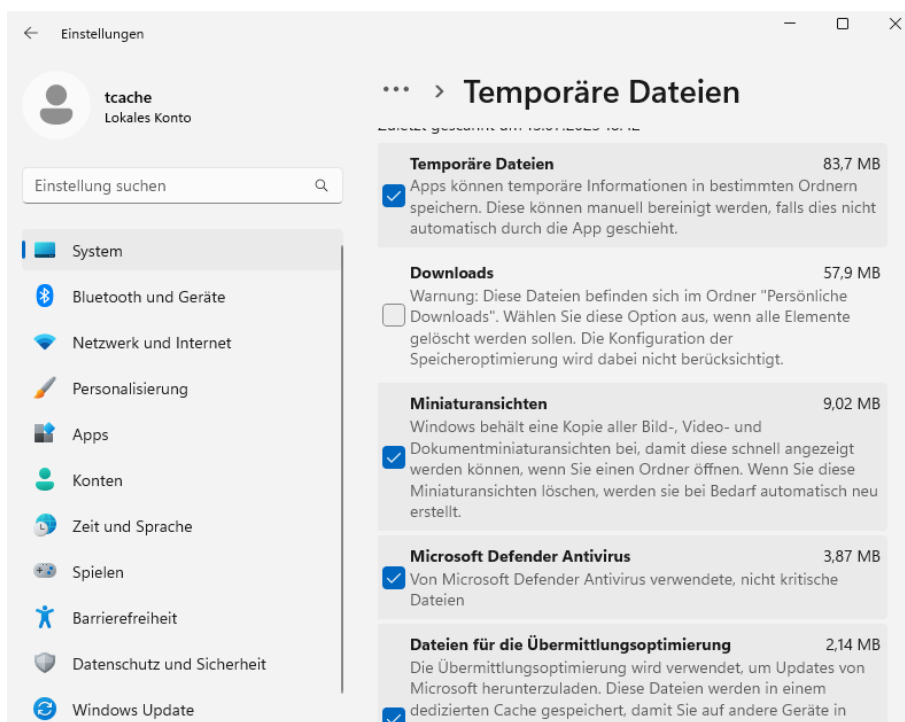 Einstellungen
tcache
Lokales Konto
Einstellung suchen
System
Bluetooth und Geräte
Netzwerk und Internet
Personalisierung
Apps
Konten
Zeit und Sprache
Spielen
Barrierefreiheit
Datenschutz und Sicherheit
Windows Update
... > Temporäre Dateien
Temporäre Dateien 83,7 MB
Apps können temporäre Informationen in bestimmten Ordnern
speichern. Diese können manuell bereinigt werden, falls dies nicht
automatisch durch die App geschieht.
Downloads 57,9 MB
Warnung: Diese Dateien befinden sich im Ordner "Persönliche
Downloads". Wählen Sie diese Option aus, wenn alle Elemente
gelöscht werden sollen. Die Konfiguration der
Speicheroptimierung wird dabei nicht berücksichtigt.
Miniaturansichten 9,02 MB
Windows behält eine Kopie aller Bild-, Video- und
Dokumentminiaturansichten bei, damit diese schnell angezeigt
werden können, wenn Sie einen Ordner öffnen. Wenn Sie diese
Miniaturansichten löschen, werden sie bei Bedarf automatisch neu
erstellt.
Microsoft Defender Antivirus 3,87 MB
Von Microsoft Defender Antivirus verwendete, nicht kritische
Dateien
Dateien für die Übermittlungsoptimierung 2,14 MB
Die Übermittlungsoptimierung wird verwendet, um Updates von
Microsoft herunterzuladen. Diese Dateien werden in einem
dedizierten Cache gespeichert, damit Sie auf andere Geräte in